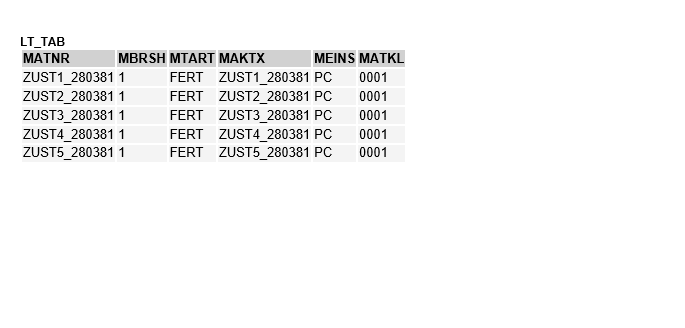 LT_TAB
MATNR MBRSH MTART MAKTX MEINS MATKL
ZUST1_280381 1 FERT ZUST1_280381 PC 0001
ZUST2_280381 1 FERT ZUST2_280381 PC 0001
ZUST3_280381 1 FERT ZUST3_280381 PC 0001
ZUST4_280381 1 FERT ZUST4_280381 PC 0001
ZUST5_280381 1 FERT ZUST5_280381 PC 0001